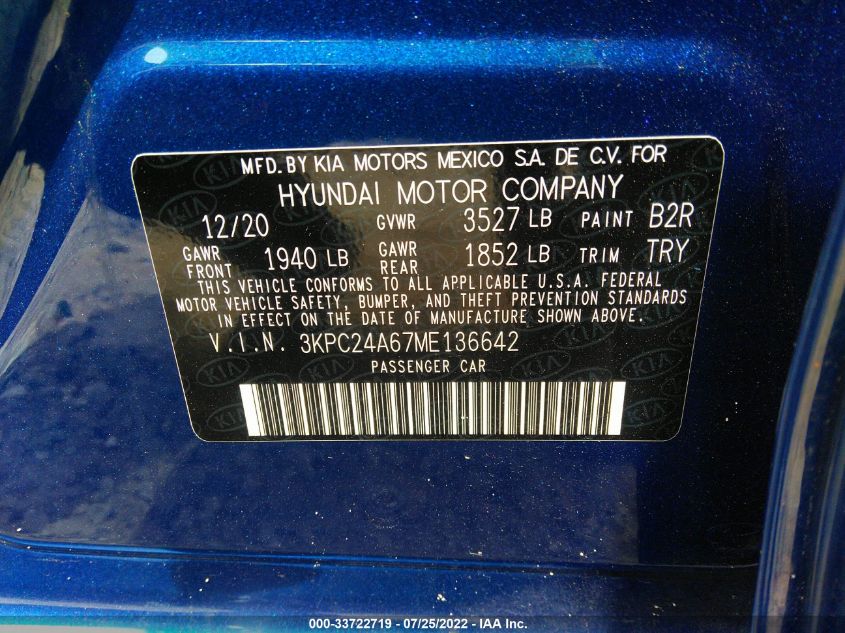 MFD. BY KIA MOTORS MEXICO S.A. DE C.V. FOR
HYUNDAI MOTOR COMPANY
12/20 GVWR 3527 LB PAINT B2R
GAWR FRONT 1940 LB GAWR REAR 1852 LB TRIM TRY
THIS VEHICLE CONFORMS TO ALL APPLICABLE U.S.A. FEDERAL
MOTOR VEHICLE SAFETY, BUMPER, AND THEFT PREVENTION STANDARDS
IN EFFECT ON THE DATE OF MANUFACTURE SHOWN ABOVE.
V.I.N. 3KPC24A67ME136642
PASSENGER CAR
000-33722719 - 07/25/2022 - IAA Inc.